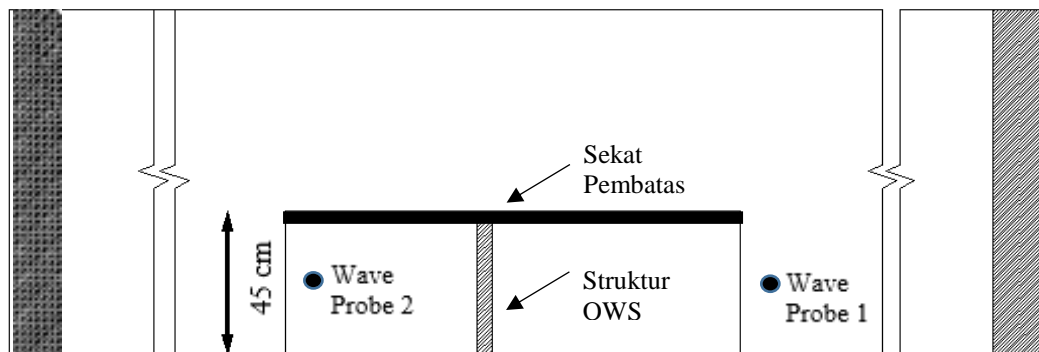 Sekat
Pembatas
45 cm
Wave
Probe 2
Struktur
OWS
Wave
Probe 1